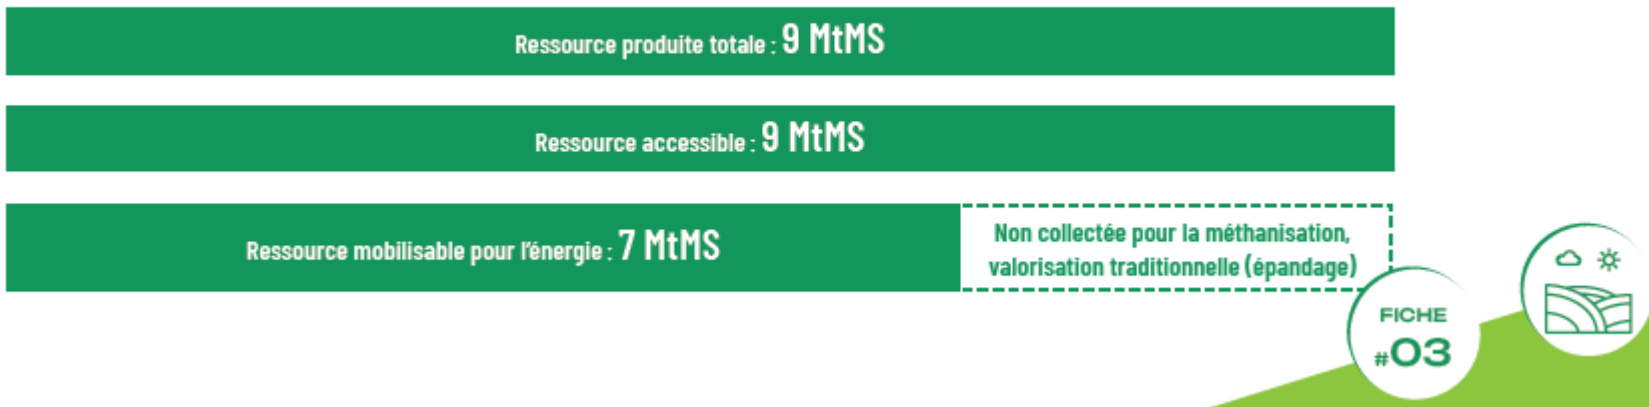 Ressource produite totale : 9 MtMS
Ressource accessible : 9 MtMS
Ressource mobilisable pour l'énergie : 7 MtMS
Non collectée pour la méthanisation,
valorisation traditionnelle (épandage)
FICHE
#03